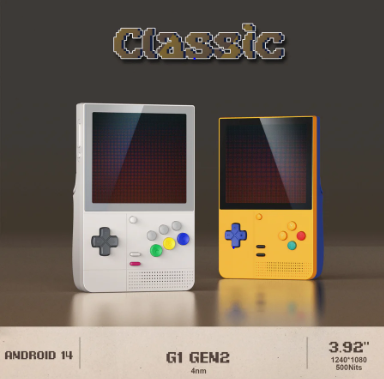 Classic
ANDROID 14
G1 GEN2
4nm
3.92"
1240*1080
500Nits